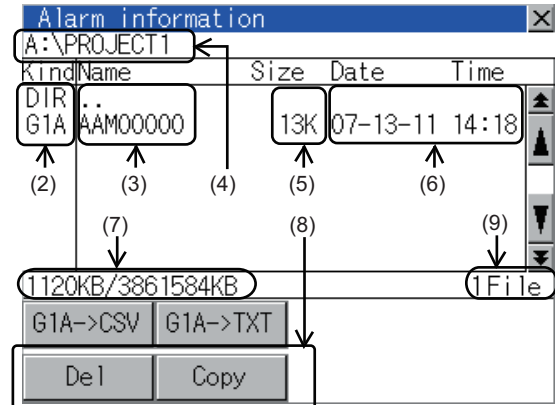 Alarm information
A:\PROJECT1
Kind Name Size Date Time
DIR ..
G1A AAM00000 13K 07-13-11 14:18
(2) (3) (4) (5) (6)
(7) (8) (9)
1120KB/3861584KB 1File
G1A->CSV G1A->TXT
Del Copy